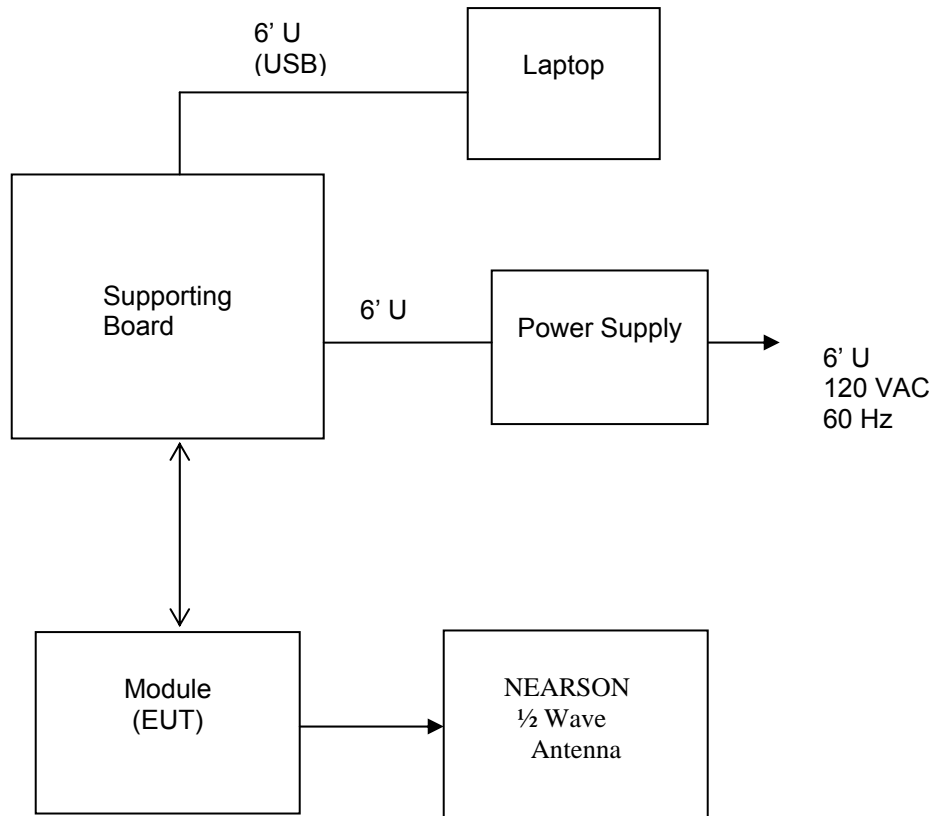 6’ U
(USB)
Laptop
Supporting
Board
6’ U
Power Supply
6’ U
120 VAC
60 Hz
Module
(EUT)
NEARSON
½ Wave
Antenna